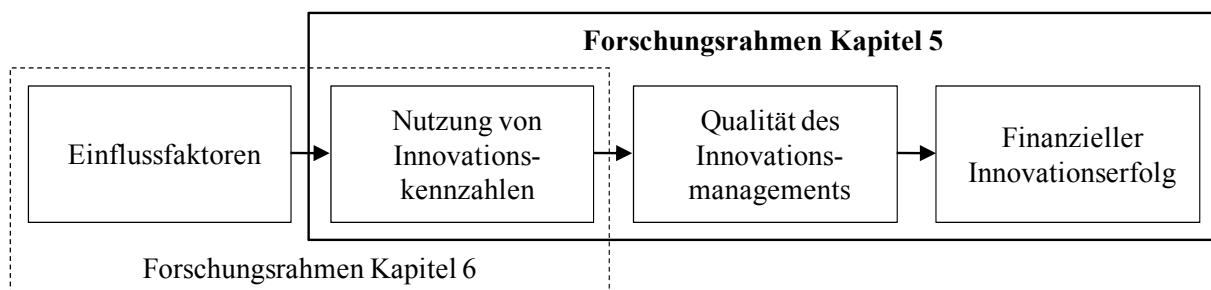 Forschungsrahmen Kapitel 5
Einflussfaktoren
Nutzung von
Innovations-
kennzahlen
Qualität des
Innovations-
managements
Finanzieller
Innovationserfolg
Forschungsrahmen Kapitel 6